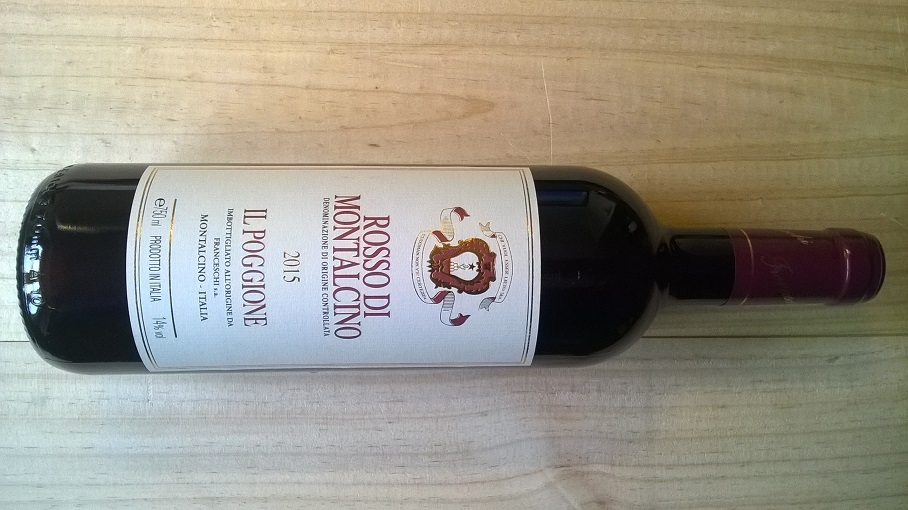 ROSSO DI
MONTALCINO
DENOMINAZIONE DI ORIGINE CONTROLLATA
2015
IL POGGIONE
IMBOTTIGLIATO ALL'ORIGINE DA
FRANCESCHI s.a.
MONTALCINO - ITALIA
e 750 ml PRODOTTO IN ITALIA 14% vol